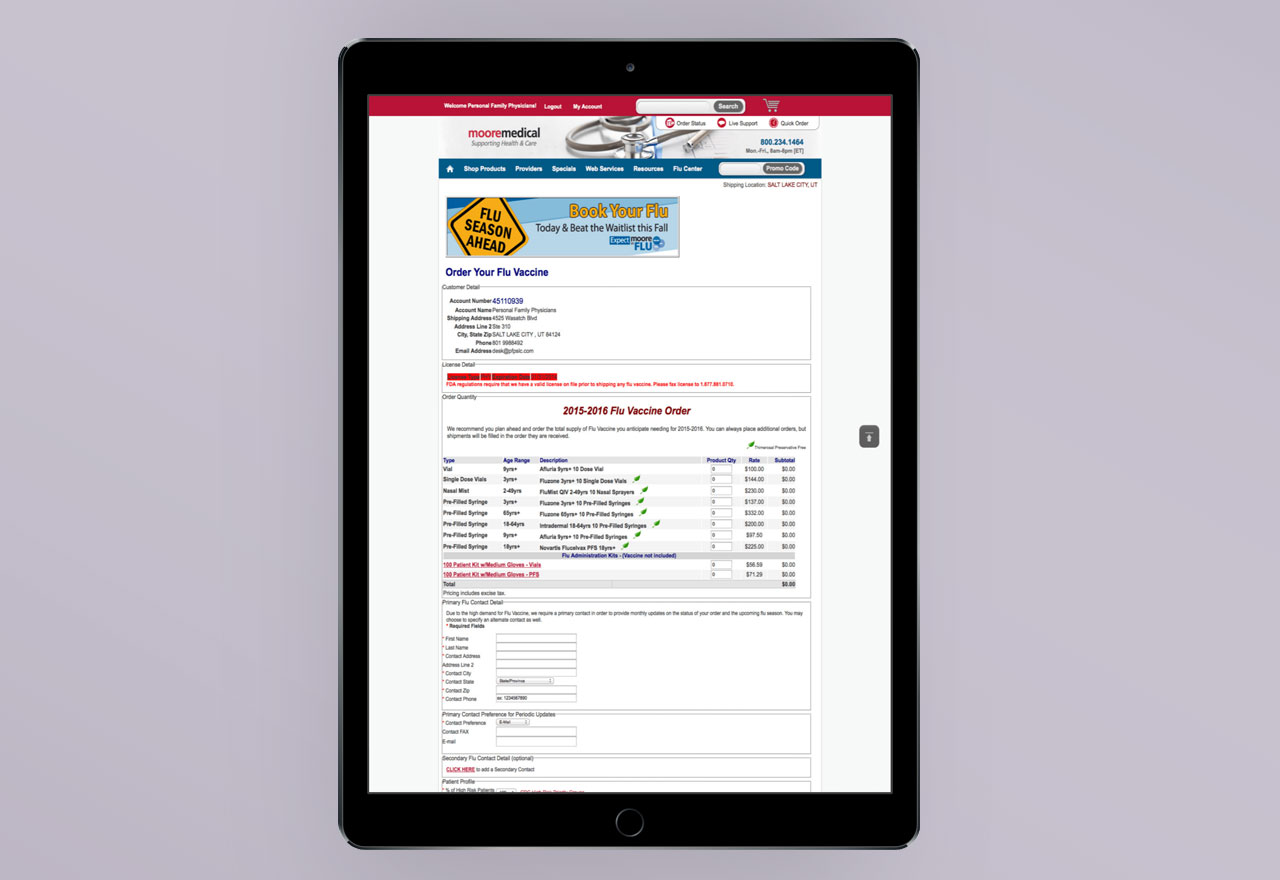 Welcome Personal Family Physicians! Logout My Account Search
Order Status Live Support Quick Order
mooremedical
Supporting Health & Care
800.234.1464
Mon.-Fri., 8am-8pm [ET]
Shop Products Providers Specials Web Services Resources Flu Center Promo Code
Shipping Location: SALT LAKE CITY, UT
FLU SEASON AHEAD
Book Your Flu
Today & Beat the Waitlist this Fall
Expect moore FLU
Order Your Flu Vaccine
Customer Detail
Account Number 45110939
Account Name Personal Family Physicians
Shipping Address 4525 Wasatch Blvd
Address Line 2 Ste 310
City, State Zip SALT LAKE CITY , UT 84124
Phone 801 9988492
Email Address desk@pfpslc.com
License Detail
FDA regulations require that we have a valid license on file prior to shipping any flu vaccine. Please fax license to 1.877.881.0710.
Order Quantity
2015-2016 Flu Vaccine Order
We recommend you plan ahead and order the total supply of Flu Vaccine you anticipate needing for 2015-2016. You can always place additional orders, but
shipments will be filled in the order they are received.
Thimerosal Preservative Free
Type Age Range Description Product Qty Rate Subtotal
Vial 9yrs+ Afluria 9yrs+ 10 Dose Vial 0 $100.00 $0.00
Single Dose Vials 3yrs+ Fluzone 3yrs+ 10 Single Dose Vials 0 $144.00 $0.00
Nasal Mist 2-49yrs FluMist QIV 2-49yrs 10 Nasal Sprayers 0 $230.00 $0.00
Pre-Filled Syringe 3yrs+ Fluzone 3yrs+ 10 Pre-Filled Syringes 0 $137.00 $0.00
Pre-Filled Syringe 65yrs+ Fluzone 65yrs+ 10 Pre-Filled Syringes 0 $332.00 $0.00
Pre-Filled Syringe 18-64yrs Intradermal 18-64yrs 10 Pre-Filled Syringes 0 $200.00 $0.00
Pre-Filled Syringe 9yrs+ Afluria 9yrs+ 10 Pre-Filled Syringes 0 $97.50 $0.00
Pre-Filled Syringe 18yrs+ Novartis Flucelvax PFS 18yrs+ 0 $225.00 $0.00
Flu Administration Kits - (Vaccine not included)
100 Patient Kit w/Medium Gloves - Vials 0 $56.59 $0.00
100 Patient Kit w/Medium Gloves - PFS 0 $71.29 $0.00
Total $0.00
Pricing includes excise tax.
Primary Flu Contact Detail
Due to the high demand for Flu Vaccine, we require a primary contact in order to provide monthly updates on the status of your order and the upcoming flu season. You may
choose to specify an alternate contact as well.
* Required Fields
* First Name
* Last Name
* Contact Address
Address Line 2
* Contact City
* Contact State State/Province
* Contact Zip
* Contact Phone ex. 1234567890
Primary Contact Preference for Periodic Updates
* Contact Preference E-Mail
Contact FAX
E-mail
Secondary Flu Contact Detail (optional)
CLICK HERE to add a Secondary Contact
Patient Profile
* % of High Risk Patients